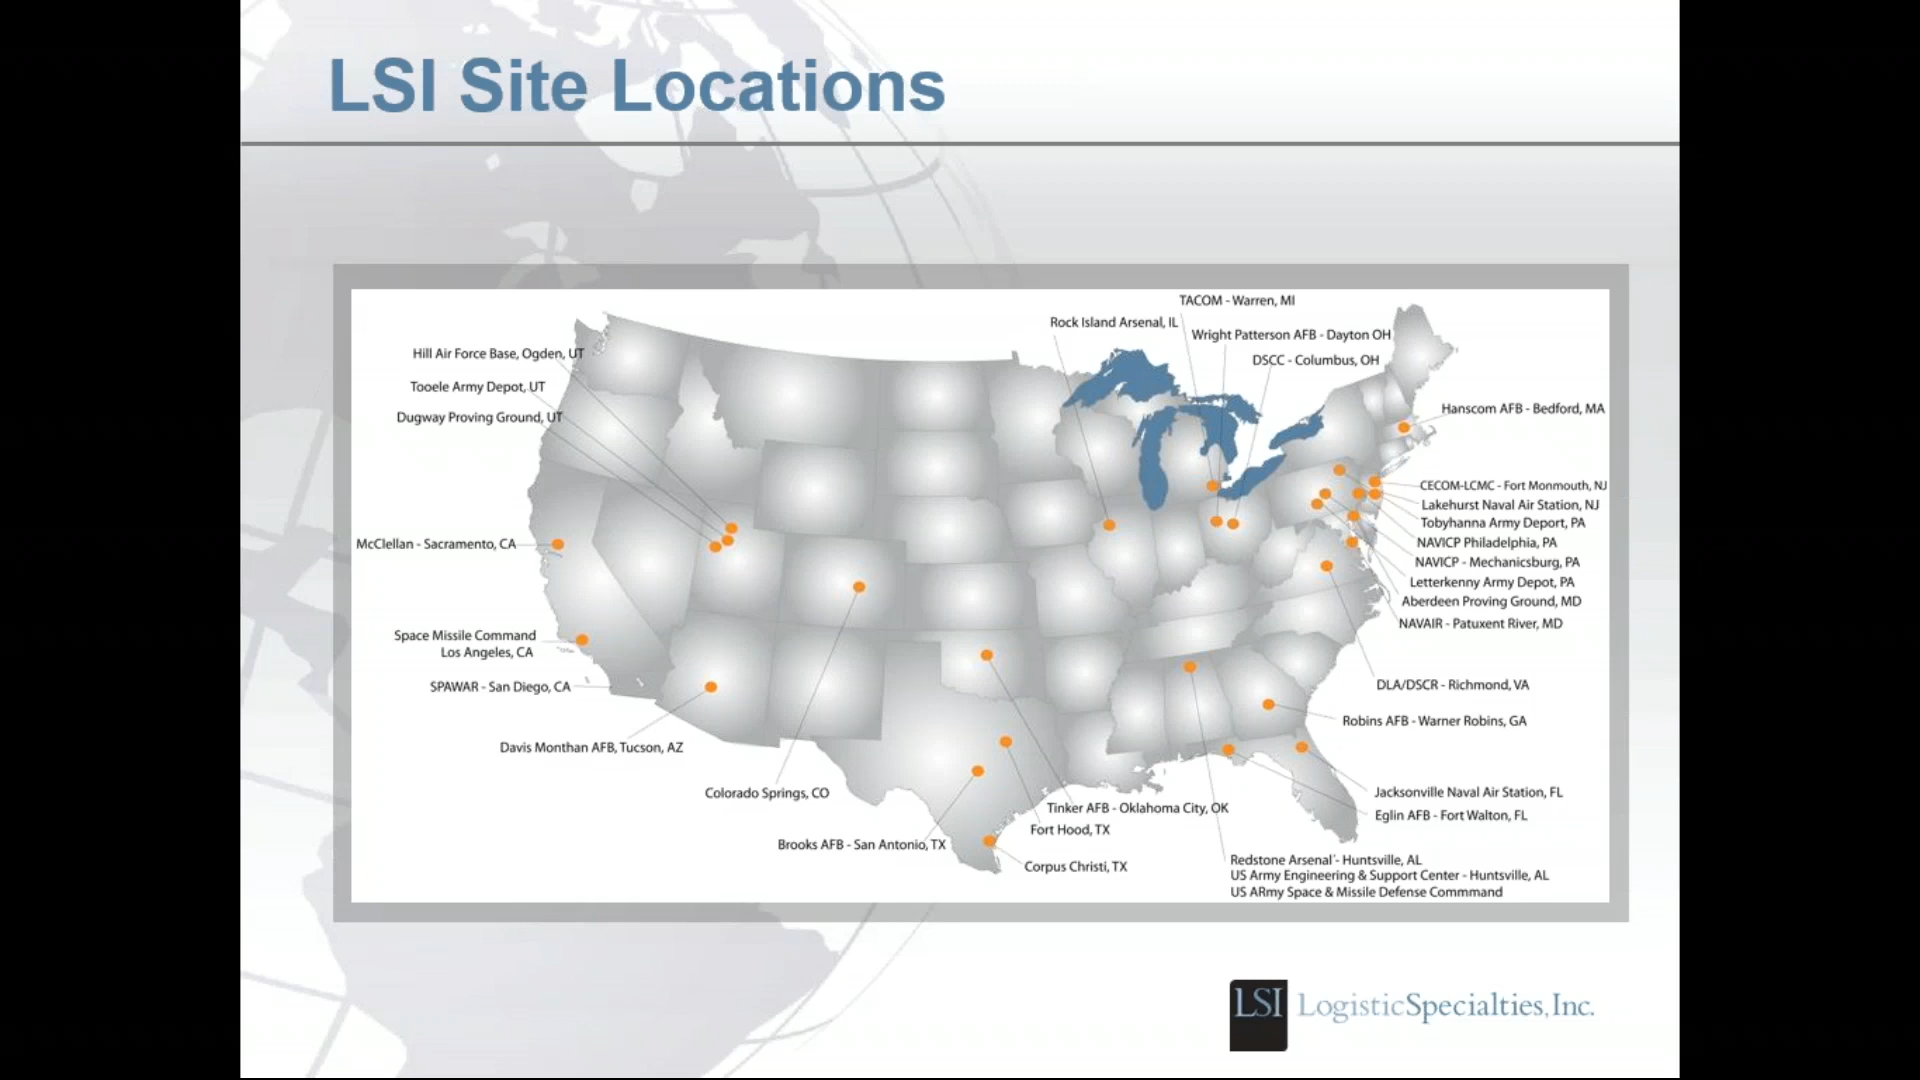 LSI Site Locations
TACOM - Warren, MI
Rock Island Arsenal, IL
Wright Patterson AFB - Dayton OH
DSCC - Columbus, OH
Hill Air Force Base, Ogden, UT
Tooele Army Depot, UT
Dugway Proving Ground, UT
McClellan - Sacramento, CA
Space Missile Command
Los Angeles, CA
SPAWAR - San Diego, CA
Davis Monthan AFB, Tucson, AZ
Colorado Springs, CO
Brooks AFB - San Antonio, TX
Tinker AFB - Oklahoma City, OK
Fort Hood, TX
Corpus Christi, TX
Hanscom AFB - Bedford, MA
CECOM-LCMC - Fort Monmouth, NJ
Lakehurst Naval Air Station, NJ
Tobyhanna Army Deport, PA
NAVICP Philadelphia, PA
NAVICP - Mechanicsburg, PA
Letterkenny Army Depot, PA
Aberdeen Proving Ground, MD
NAVAIR - Patuxent River, MD
DLA/DSCR - Richmond, VA
Robins AFB - Warner Robins, GA
Jacksonville Naval Air Station, FL
Eglin AFB - Fort Walton, FL
Redstone Arsenal - Huntsville, AL
US Army Engineering & Support Center - Huntsville, AL
US ARmy Space & Missile Defense Commmand
LSI LogisticSpecialties, Inc.